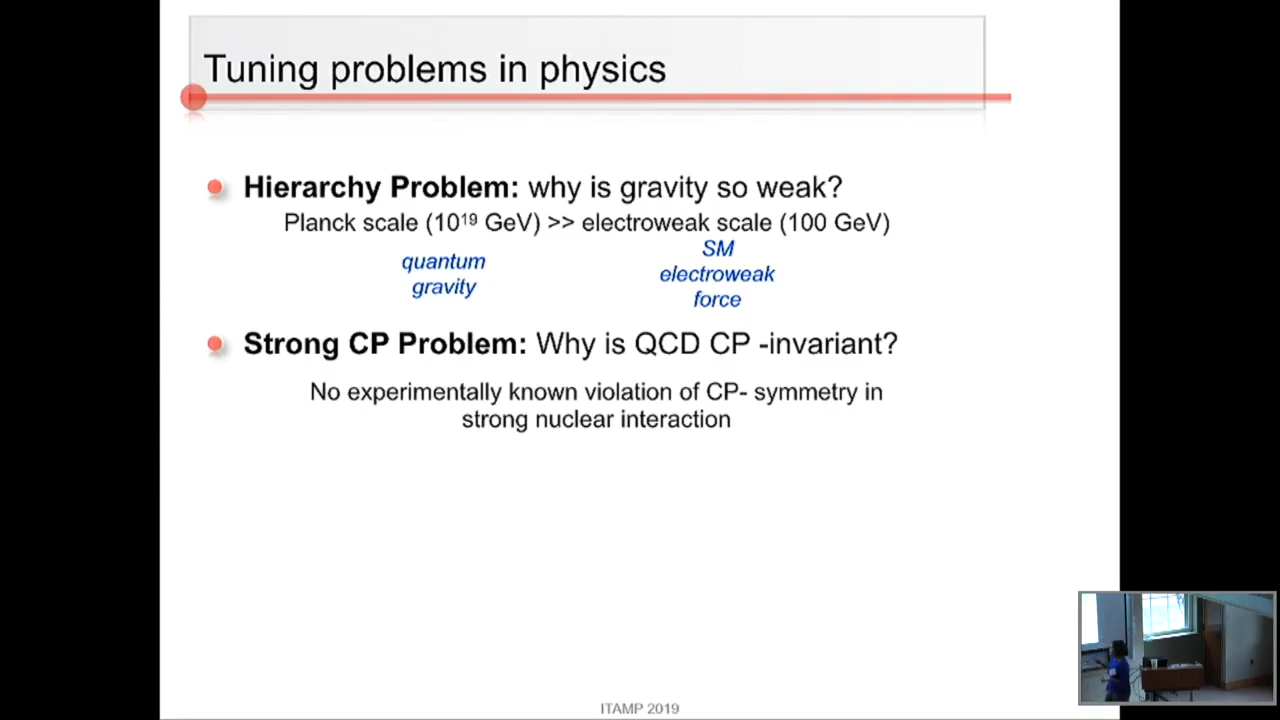 Tuning problems in physics
Hierarchy Problem: why is gravity so weak?
Planck scale (10¹⁹ GeV) >> electroweak scale (100 GeV)
quantum
gravity
SM
electroweak
force
Strong CP Problem: Why is QCD CP -invariant?
No experimentally known violation of CP- symmetry in
strong nuclear interaction
ITAMP 2019